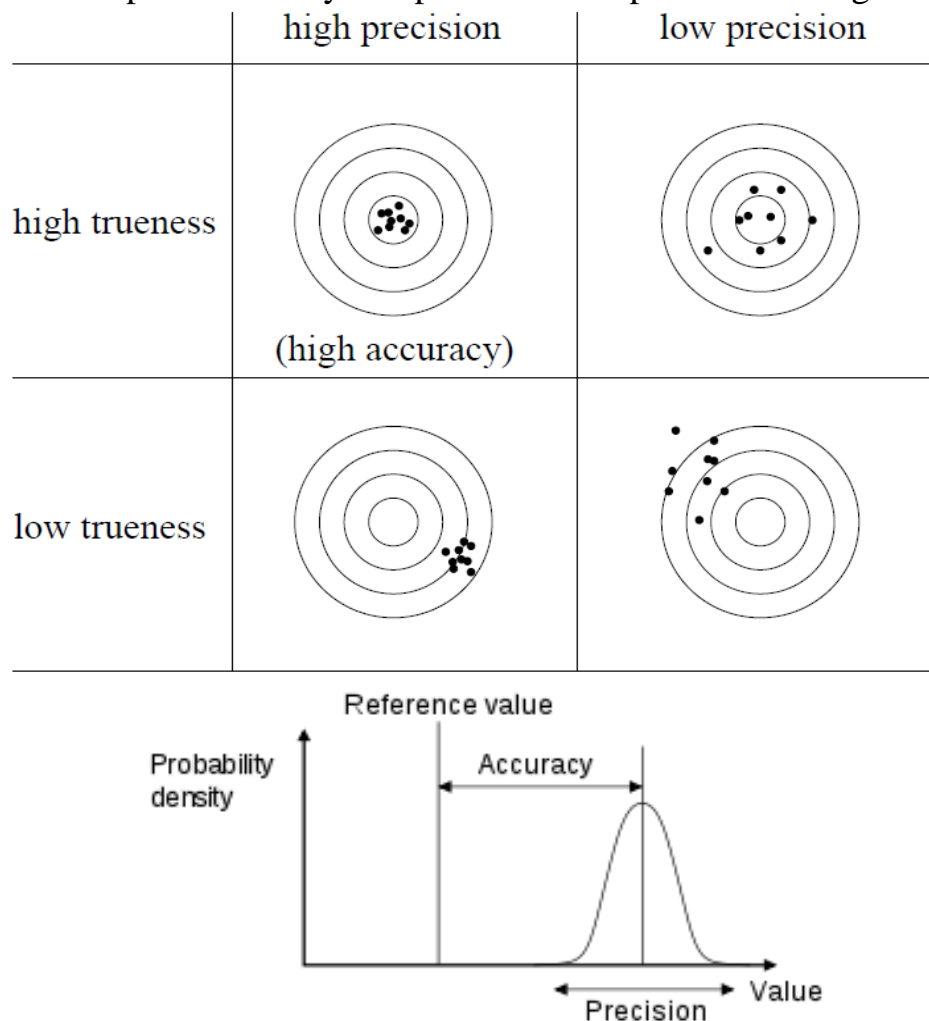 high precision low precision
high trueness
(high accuracy)
low trueness
Reference value
Accuracy
Probability
density
Value
Precision